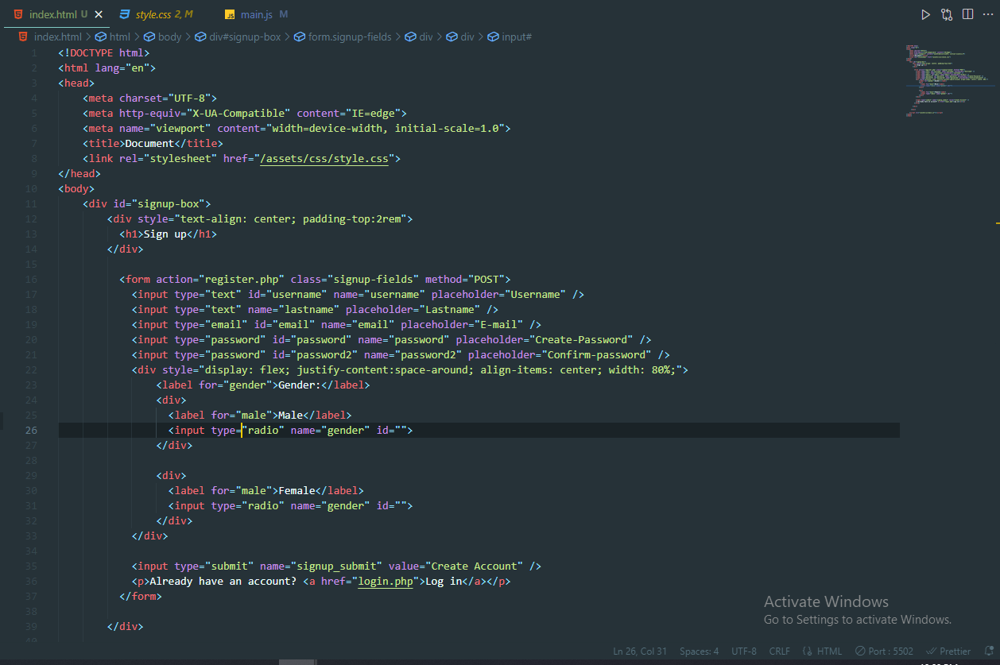 index.html U × style.css 2, M JS main.js M
index.html > html > body > div#signup-box > form.signup-fields > div > div > input#
1 <!DOCTYPE html>
2 <html lang="en">
3 <head>
4 <meta charset="UTF-8">
5 <meta http-equiv="X-UA-Compatible" content="IE=edge">
6 <meta name="viewport" content="width=device-width, initial-scale=1.0">
7 <title>Document</title>
8 <link rel="stylesheet" href="/assets/css/style.css">
9 </head>
10 <body>
11 <div id="signup-box">
12 <div style="text-align: center; padding-top:2rem">
13 <h1>Sign up</h1>
14 </div>
15
16 <form action="register.php" class="signup-fields" method="POST">
17 <input type="text" id="username" name="username" placeholder="Username" />
18 <input type="text" name="lastname" placeholder="Lastname" />
19 <input type="email" id="email" name="email" placeholder="E-mail" />
20 <input type="password" id="password" name="password" placeholder="Create-Password" />
21 <input type="password" id="password2" name="password2" placeholder="Confirm-password" />
22 <div style="display: flex; justify-content:space-around; align-items: center; width: 80%;">
23 <label for="gender">Gender:</label>
24 <div>
25 <label for="male">Male</label>
26 <input type="radio" name="gender" id="">
27 </div>
28
29 <div>
30 <label for="male">Female</label>
31 <input type="radio" name="gender" id="">
32 </div>
33 </div>
34
35 <input type="submit" name="signup_submit" value="Create Account" />
36 <p>Already have an account? <a href="login.php">Log in</a></p>
37 </form>
38
39 </div>
Activate Windows
Go to Settings to activate Windows.
Ln 26, Col 31 Spaces: 4 UTF-8 CRLF HTML Port : 5502 Prettier